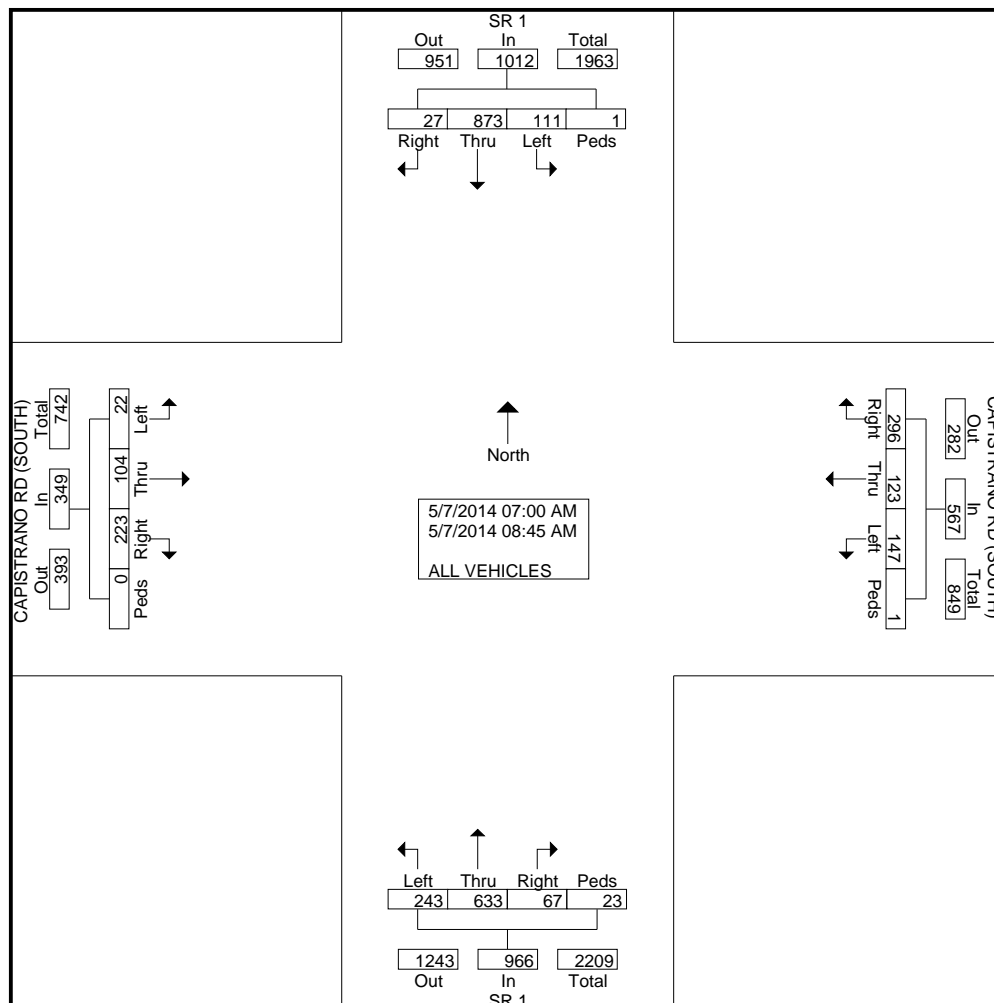 SR 1
Out In Total
951 1012 1963
27 873 111 1
Right Thru Left Peds
CAPISTRANO RD (SOUTH)
Total In Out
742 349 393
22 104 223 0
Left Thru Right Peds
North
5/7/2014 07:00 AM
5/7/2014 08:45 AM
ALL VEHICLES
Right Thru Left Peds
296 123 147 1
Out In Total
282 567 849
CAPISTRANO RD (SOUTH)
Left Thru Right Peds
243 633 67 23
1243 966 2209
Out In Total
SR 1